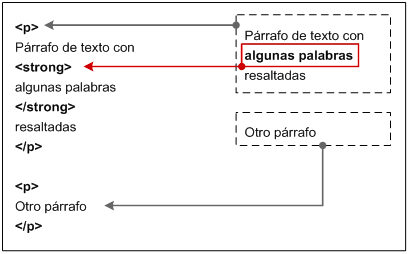 <p>
Párrafo de texto con
<strong>
algunas palabras
</strong>
resaltadas
</p>
<p>
Otro párrafo
</p>
Párrafo de texto con
algunas palabras
resaltadas
Otro párrafo